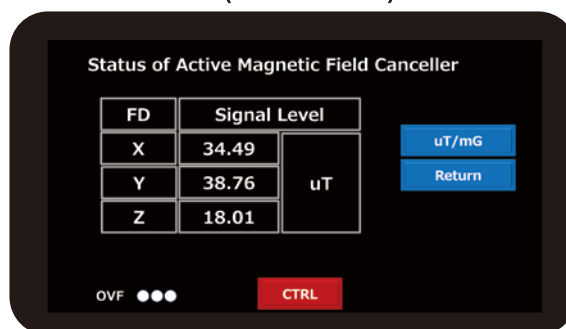 Status of Active Magnetic Field Canceller
FD Signal Level
X 34.49
Y 38.76 uT
Z 18.01
uT/mG
Return
OVF
CTRL